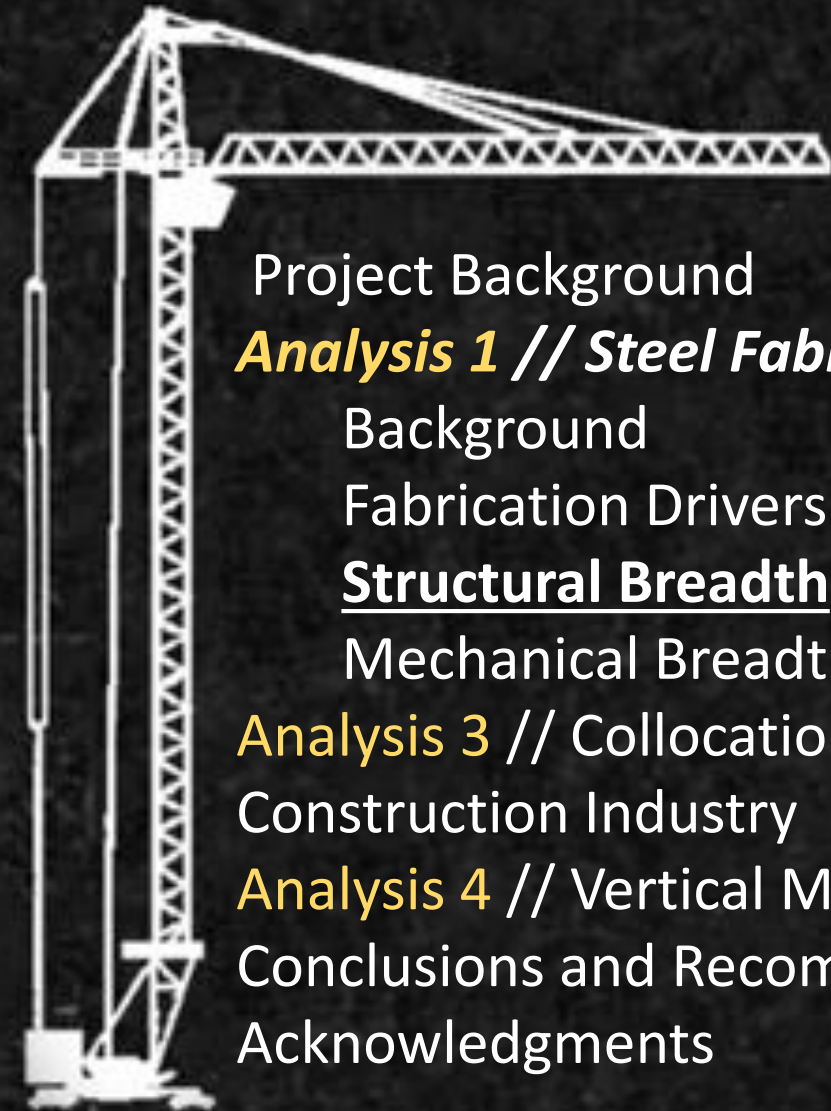 Project Background
Analysis 1 // Steel Fabr
Background
Fabrication Drivers
Structural Breadth
Mechanical Breadt
Analysis 3 // Collocatio
Construction Industry
Analysis 4 // Vertical M
Conclusions and Recom
Acknowledgments